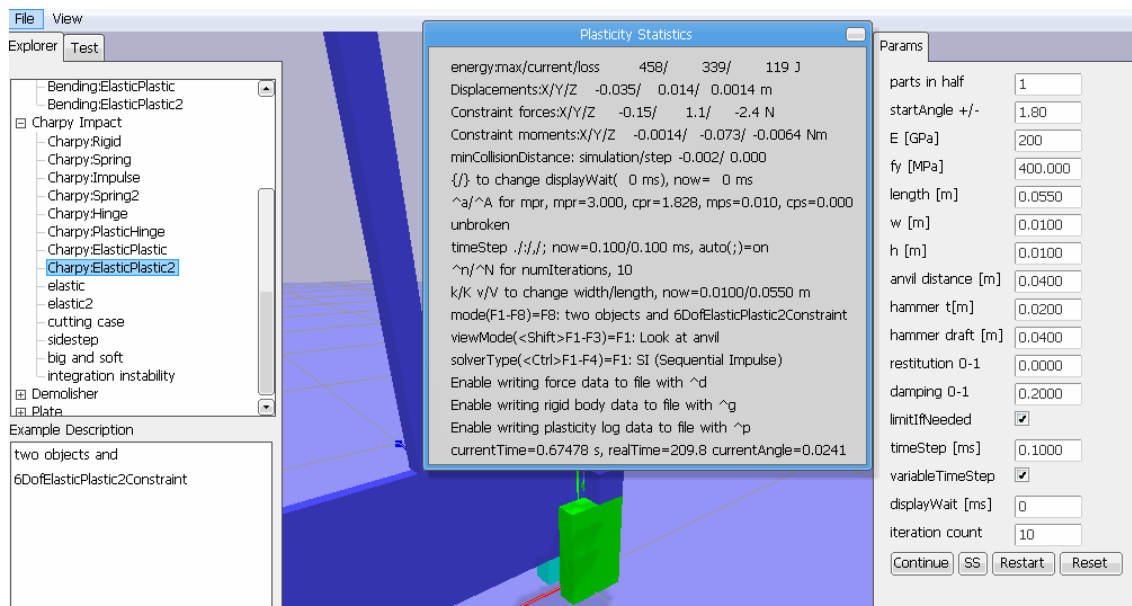 File View
Explorer Test
Bending:ElasticPlastic
Bending:ElasticPlastic2
Charpy Impact
Charpy:Rigid
Charpy:Spring
Charpy:Impulse
Charpy:Spring2
Charpy:Hinge
Charpy:PlasticHinge
Charpy:ElasticPlastic
Charpy:ElasticPlastic2
elastic
elastic2
cutting case
sidestep
big and soft
integration instability
Demolisher
Plate
Example Description
two objects and
6DofElasticPlastic2Constraint
Plasticity Statistics
energy:max/current/loss 458/ 339/ 119 J
Displacements:X/Y/Z -0.035/ 0.014/ 0.0014 m
Constraint forces:X/Y/Z -0.15/ 1.1/ -2.4 N
Constraint moments:X/Y/Z -0.0014/ -0.073/ -0.0064 Nm
minCollisionDistance: simulation/step -0.002/ 0.000
{/} to change displayWait( 0 ms), now= 0 ms
^a/^A for mpr, mpr=3.000, cpr=1.828, mps=0.010, cps=0.000
unbroken
timeStep ./:/,/; now=0.100/0.100 ms, auto(;)=on
^n/^N for numIterations, 10
k/K v/V to change width/length, now=0.0100/0.0550 m
mode(F1-F8)=F8: two objects and 6DofElasticPlastic2Constraint
viewMode(<Shift>F1-F3)=F1: Look at anvil
solverType(<Ctrl>F1-F4)=F1: SI (Sequential Impulse)
Enable writing force data to file with ^d
Enable writing rigid body data to file with ^g
Enable writing plasticity log data to file with ^p
currentTime=0.67478 s, realTime=209.8 currentAngle=0.0241
Params
parts in half 1
startAngle +/- 1.80
E [GPa] 200
fy [MPa] 400.000
length [m] 0.0550
w [m] 0.0100
h [m] 0.0100
anvil distance [m] 0.0400
hammer t[m] 0.0200
hammer draft [m] 0.0400
restitution 0-1 0.0000
damping 0-1 0.2000
limitIfNeeded
timeStep [ms] 0.1000
variableTimeStep
displayWait [ms] 0
iteration count 10
Continue SS Restart Reset